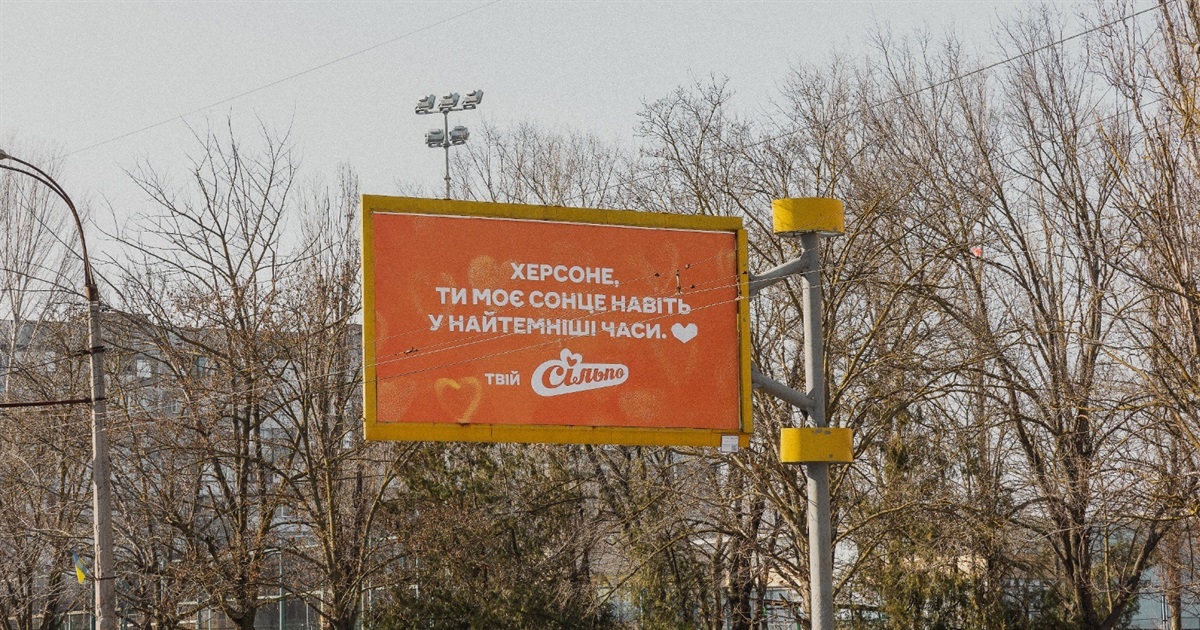 ХЕРСОНЕ,
ТИ МОЄ СОНЦЕ НАВІТЬ
У НАЙТЕМНІШІ ЧАСИ.
ТВІЙ Сільпо